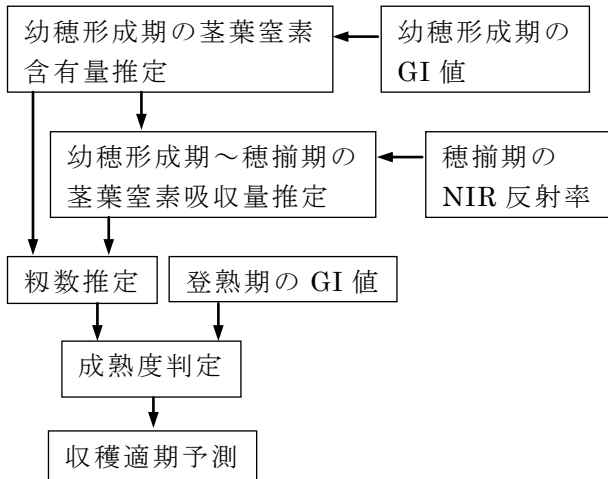 幼穂形成期の茎葉窒素
含有量推定
幼穂形成期の
GI 値
幼穂形成期～穂揃期の
茎葉窒素吸収量推定
穂揃期の
NIR 反射率
籾数推定
登熟期の GI 値
成熟度判定
収穫適期予測